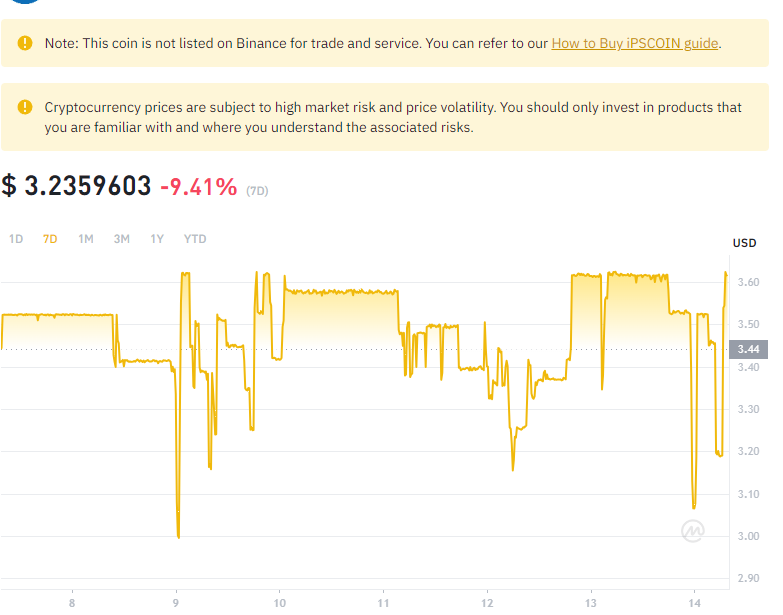 Note: This coin is not listed on Binance for trade and service. You can refer to our How to Buy iPSCOIN guide.
Cryptocurrency prices are subject to high market risk and price volatility. You should only invest in products that
you are familiar with and where you understand the associated risks.
$ 3.2359603 -9.41% (7D)
1D 7D 1M 3M 1Y YTD
USD
3.60
3.50
3.44
3.40
3.30
3.20
3.10
3.00
2.90
8 9 10 11 12 13 14